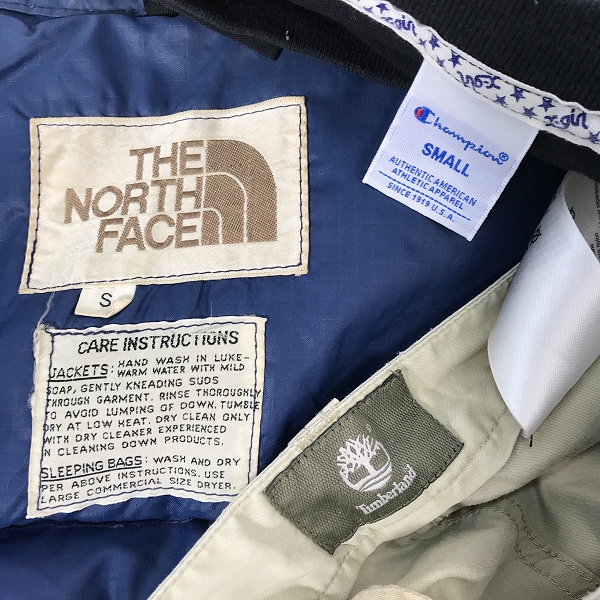 THE
NORTH
FACE
S
CARE INSTRUCTIONS
JACKETS: HAND WASH IN LUKE-
WARM WATER WITH MILD
SOAP, GENTLY KNEADING SUDS
THROUGH GARMENT. RINSE THOROUGHLY
TO AVOID LUMPING OF DOWN. TUMBLE
DRY AT LOW HEAT. DRY CLEAN ONLY
WITH DRY CLEANER EXPERIENCED
IN CLEANING DOWN PRODUCTS.
SLEEPING BAGS: WASH AND DRY
PER ABOVE INSTRUCTIONS. USE
LARGE COMMERCIAL SIZE DRYER.
x-girl
x-girl
Champion®
SMALL
AUTHENTIC AMERICAN
ATHLETIC APPAREL
SINCE 1919 U.S.A.
Timberland